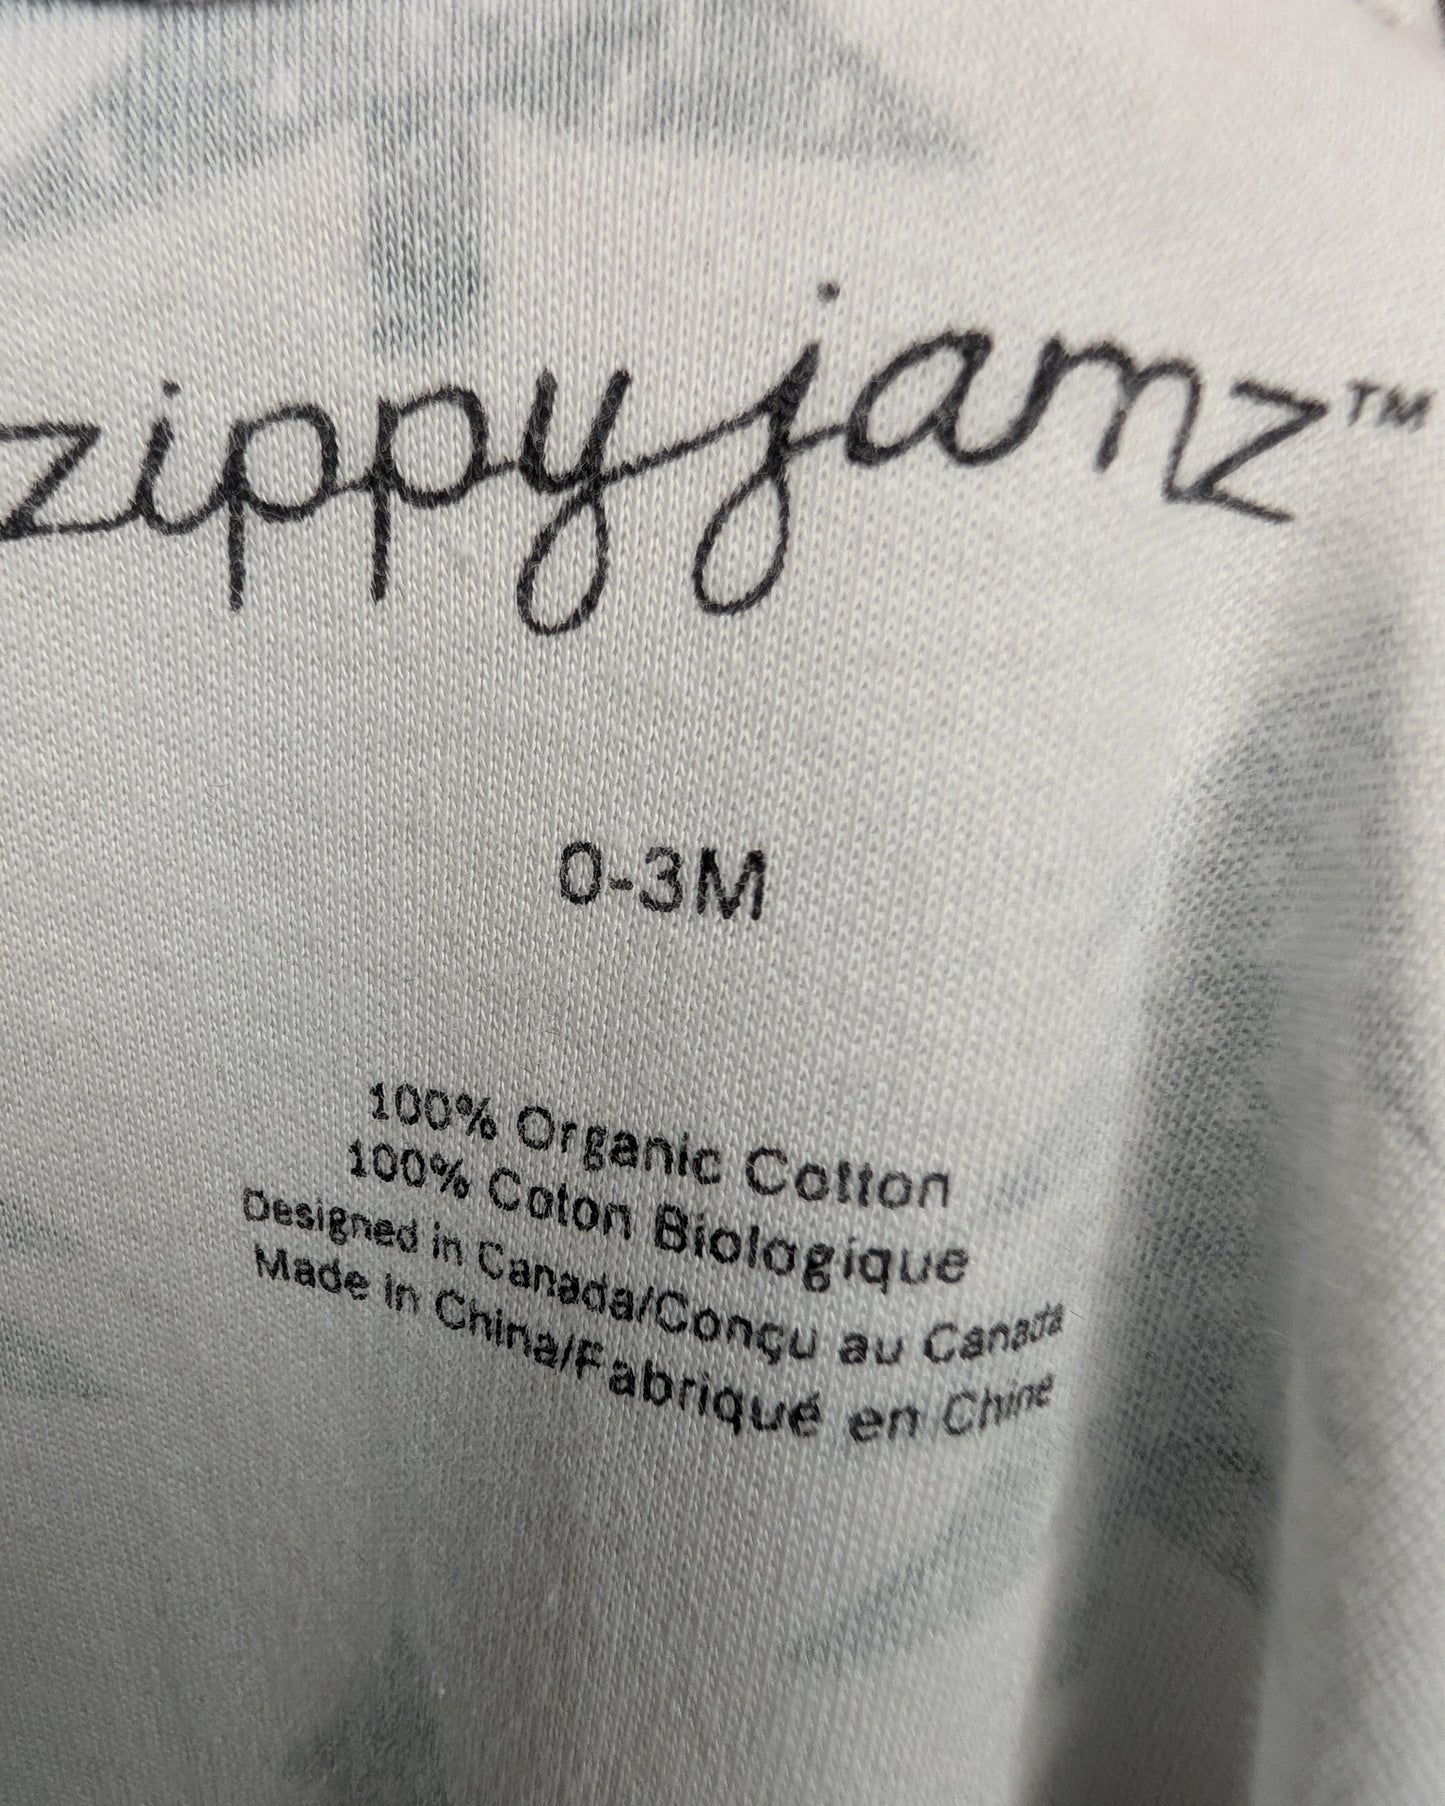 zippyjamz™
0-3M
100% Organic Cotton
100% Coton Biologique
Designed in Canada/Conçu au Canada
Made in China/Fabriqué en Chine